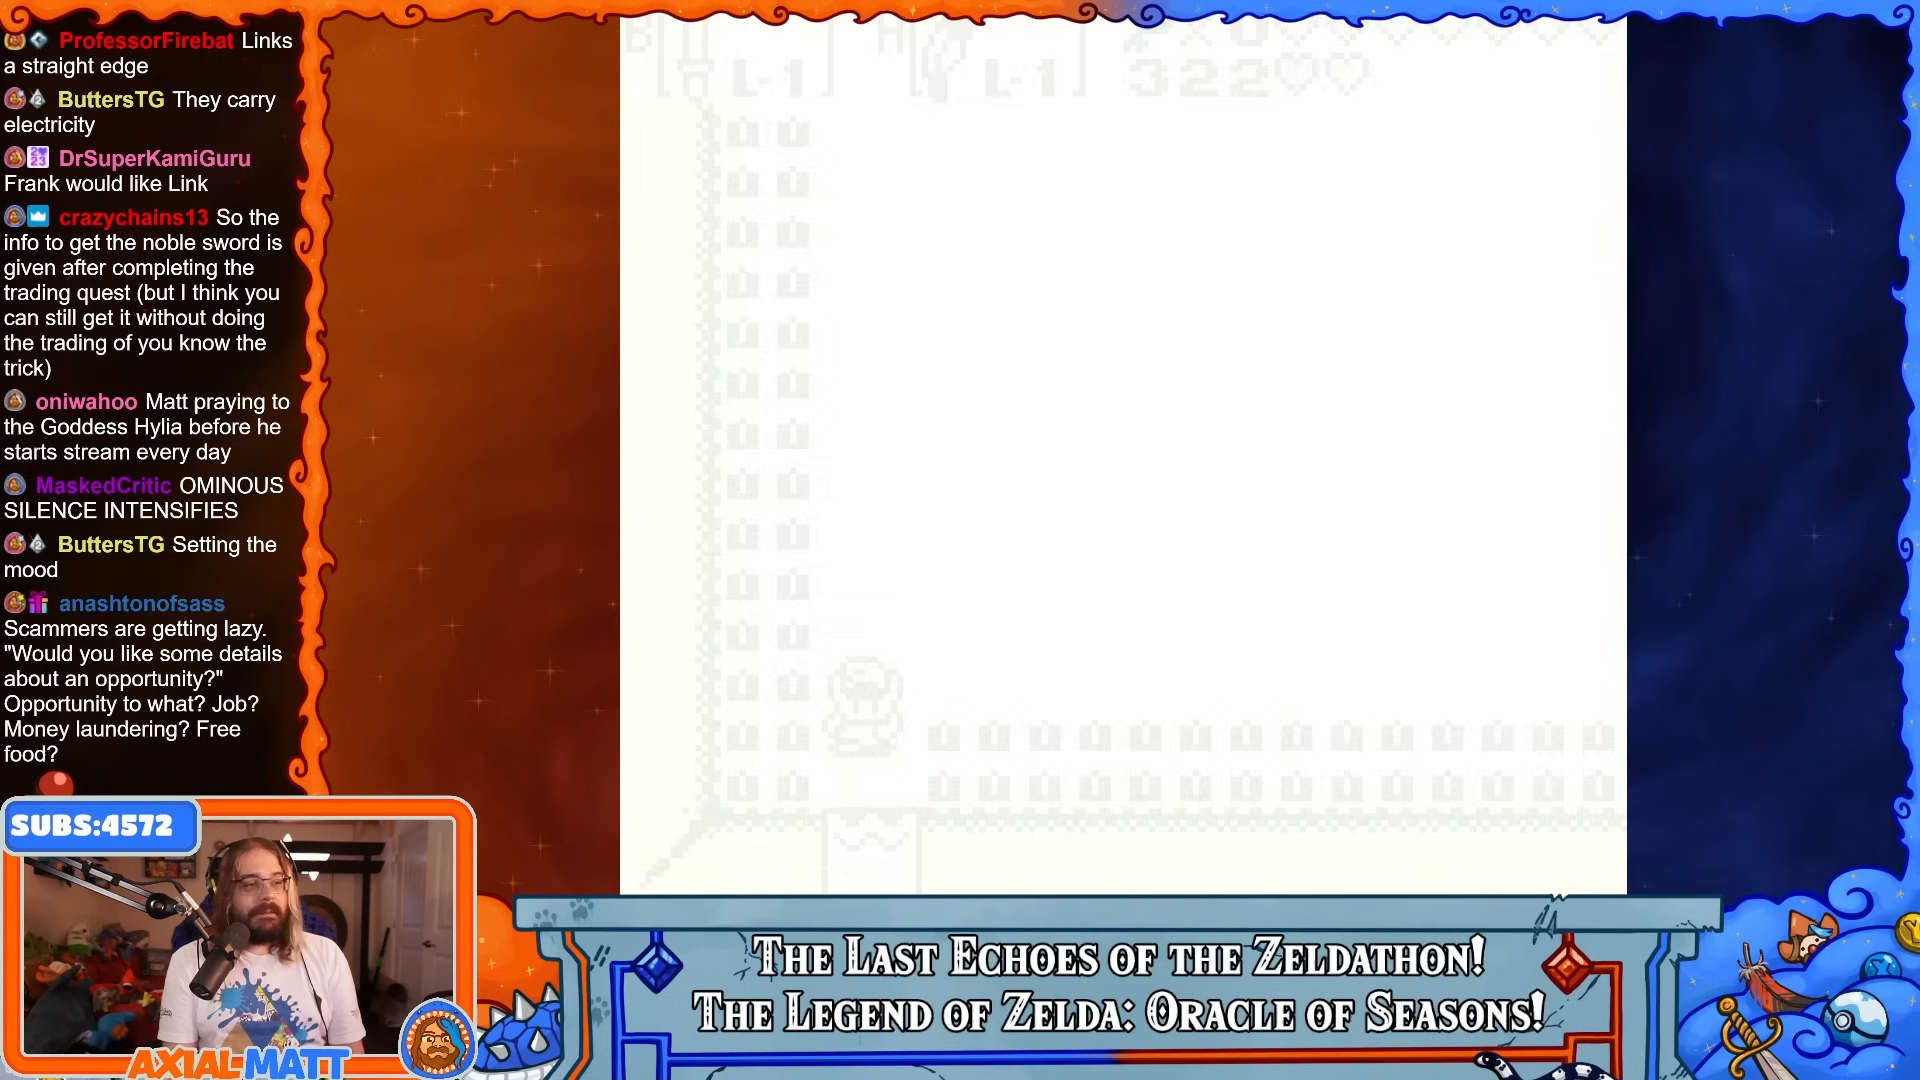 ProfessorFirebat Links
a straight edge
ButtersTG They carry
electricity
DrSuperKamiGuru
Frank would like Link
crazychains13 So the
info to get the noble sword is
given after completing the
trading quest (but I think you
can still get it without doing
the trading of you know the
trick)
oniwahoo Matt praying to
the Goddess Hylia before he
starts stream every day
MaskedCritic OMINOUS
SILENCE INTENSIFIES
ButtersTG Setting the
mood
anashtonofsass
Scammers are getting lazy.
"Would you like some details
about an opportunity?"
Opportunity to what? Job?
Money laundering? Free
food?
B L-1 A L-1 322
SUBS:4572
AXIALMATT
THE LAST ECHOES OF THE ZELDATHON!
THE LEGEND OF ZELDA: ORACLE OF SEASONS!